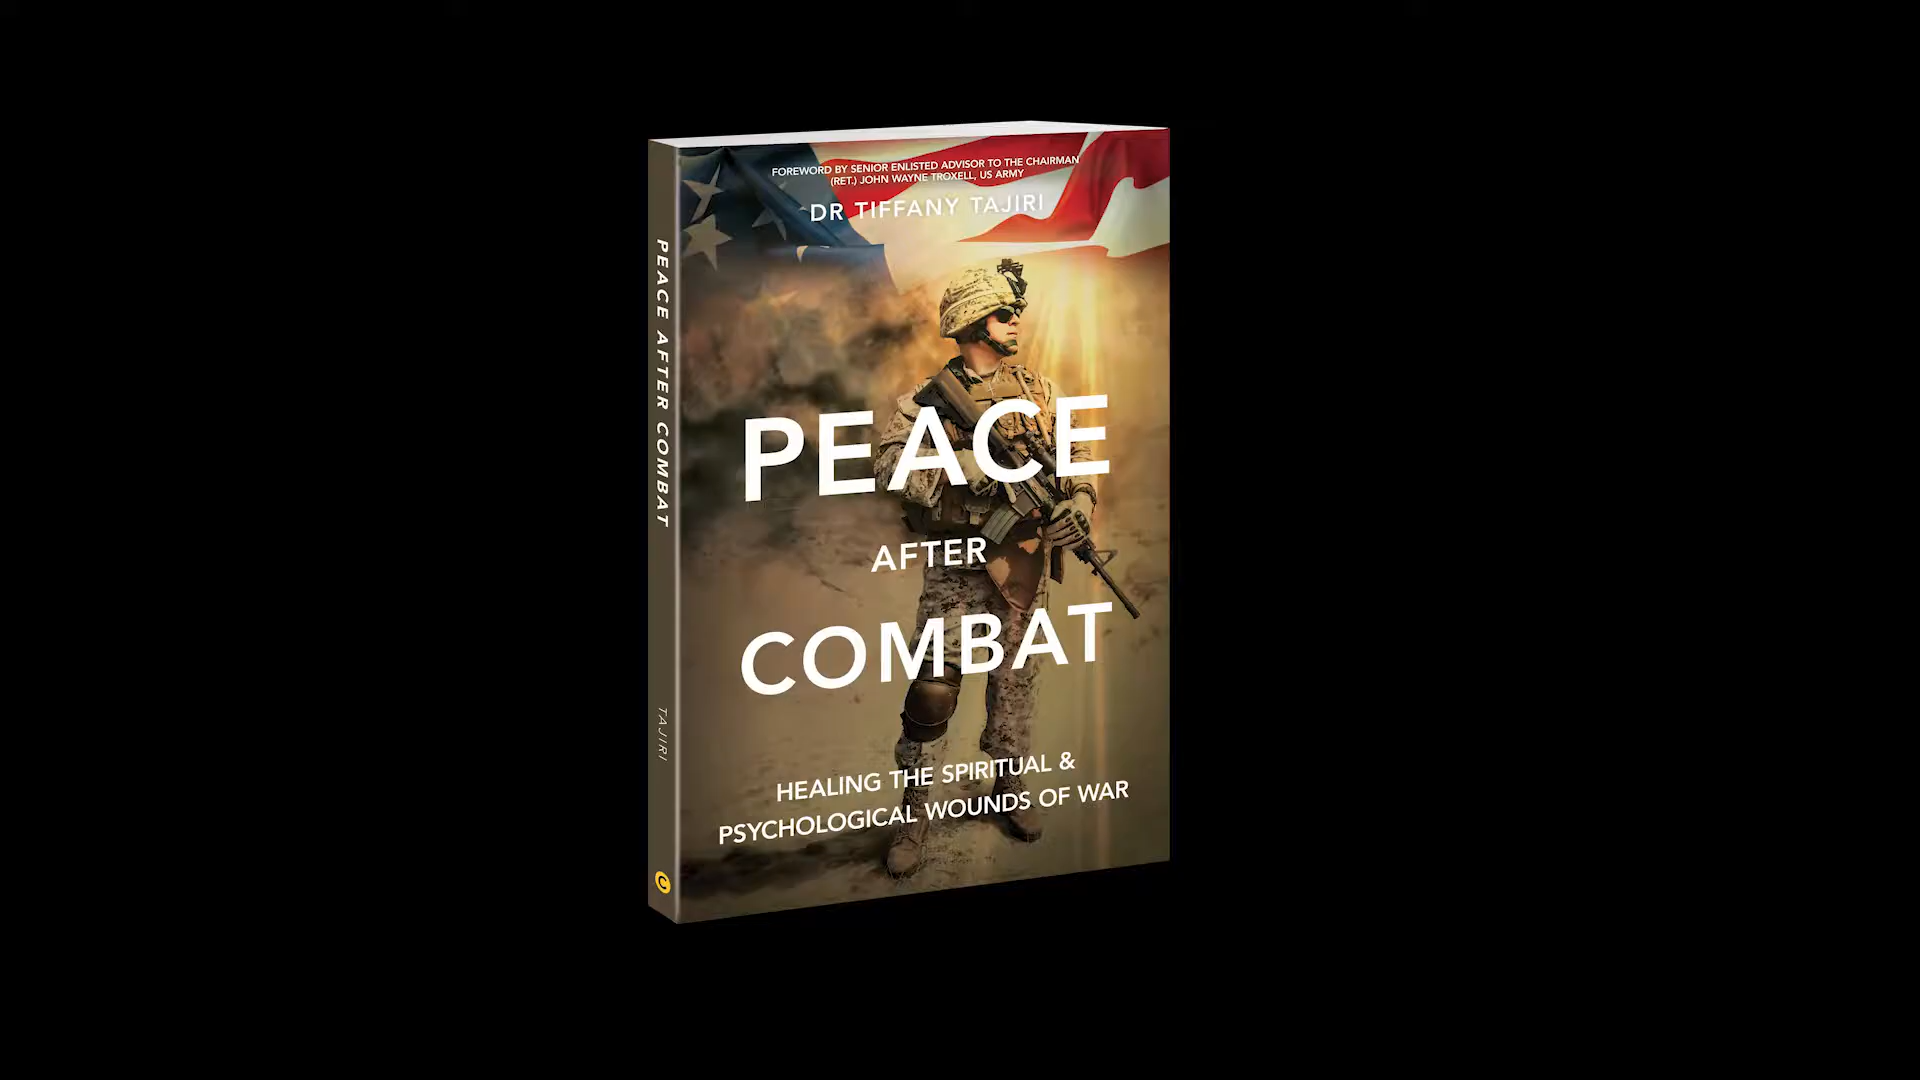 FOREWORD BY SENIOR ENLISTED ADVISOR TO THE CHAIRMAN
(RET.) JOHN WAYNE TROXELL, US ARMY
DR TIFFANY TAJIRI
PEACE
AFTER
COMBAT
HEALING THE SPIRITUAL &
PSYCHOLOGICAL WOUNDS OF WAR
PEACE AFTER COMBAT
TAJIRI
C